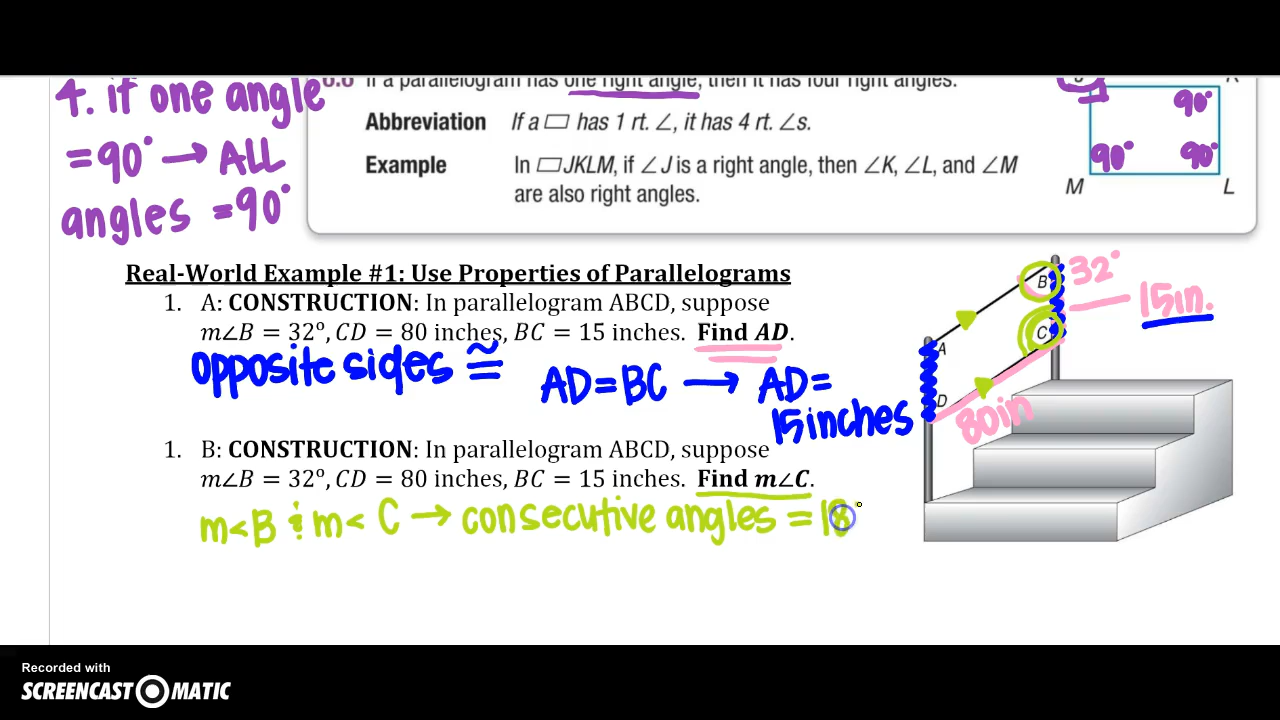 4. if one angle
= 90° → ALL
angles = 90°
6.6 If a parallelogram has one right angle, then it has four right angles.
Abbreviation If a ▱ has 1 rt. ∠, it has 4 rt. ∠s.
Example In ▱JKLM, if ∠J is a right angle, then ∠K, ∠L, and ∠M
are also right angles.
J K
90°
90° 90°
M L
Real-World Example #1: Use Properties of Parallelograms
1. A: CONSTRUCTION: In parallelogram ABCD, suppose
m∠B = 32°, CD = 80 inches, BC = 15 inches. Find AD.
opposite sides ≅
AD = BC → AD =
15 inches
B 32°
15in.
C
A
D
80in
1. B: CONSTRUCTION: In parallelogram ABCD, suppose
m∠B = 32°, CD = 80 inches, BC = 15 inches. Find m∠C.
m<B & m< C → consecutive angles = 18
Recorded with
SCREENCAST-O-MATIC